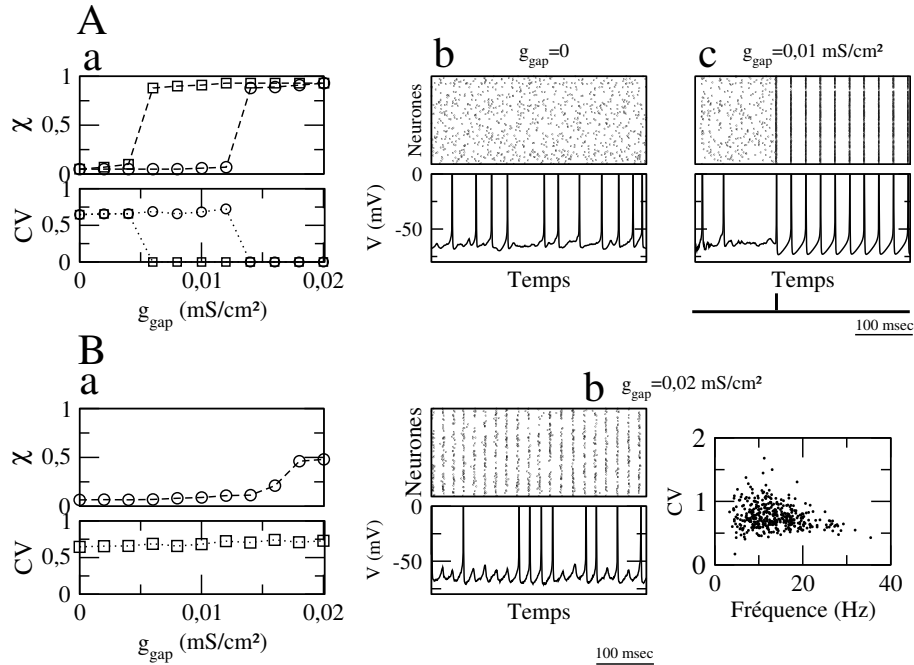 A
a
1
0,5
0
χ
CV
0,5
0
0
0,01
0,02
g_gap (mS/cm²)
b
g_gap=0
Neurones
V (mV)
0
-50
Temps
c
g_gap=0,01 mS/cm²
Temps
100 msec
B
a
1
0,5
0
χ
1
CV
0,5
0
0
0,01
0,02
g_gap (mS/cm²)
b
g_gap=0,02 mS/cm²
Neurones
V (mV)
0
-50
Temps
100 msec
2
1
0
CV
0
20
40
Fréquence (Hz)